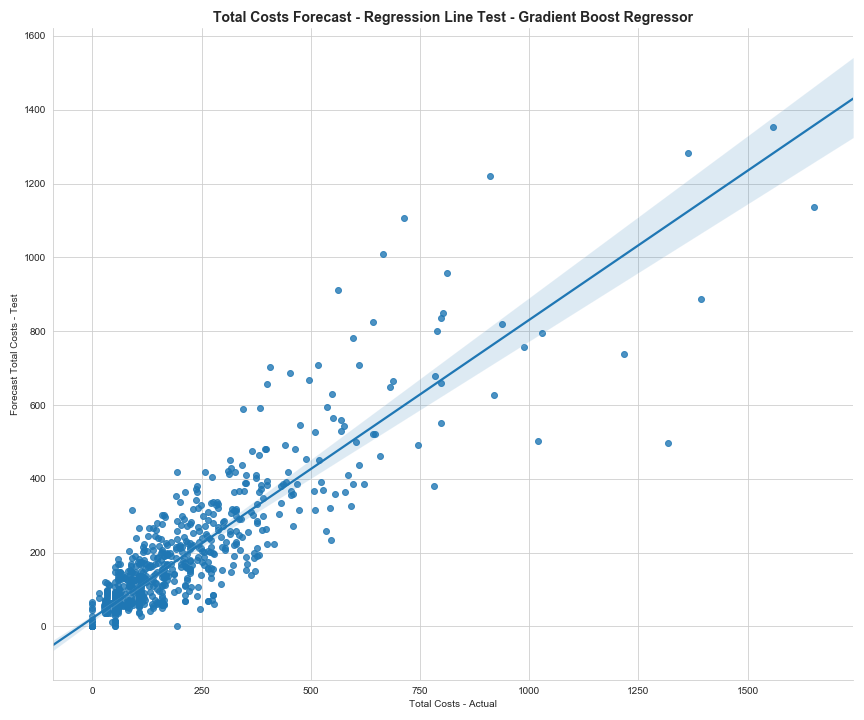 Total Costs Forecast - Regression Line Test - Gradient Boost Regressor
1600
1400
1200
1000
800
600
400
200
0
Forecast Total Costs - Test
0 250 500 750 1000 1250 1500
Total Costs - Actual